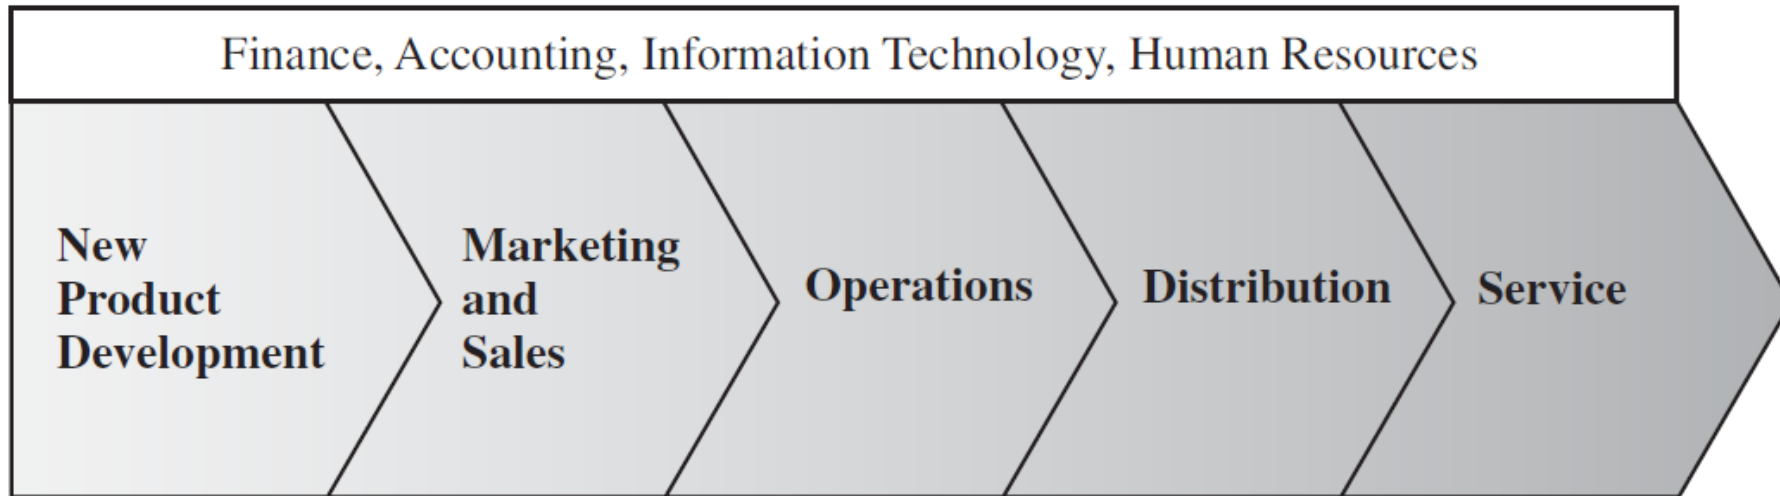 Finance, Accounting, Information Technology, Human Resources
New
Product
Development
Marketing
and
Sales
Operations
Distribution
Service